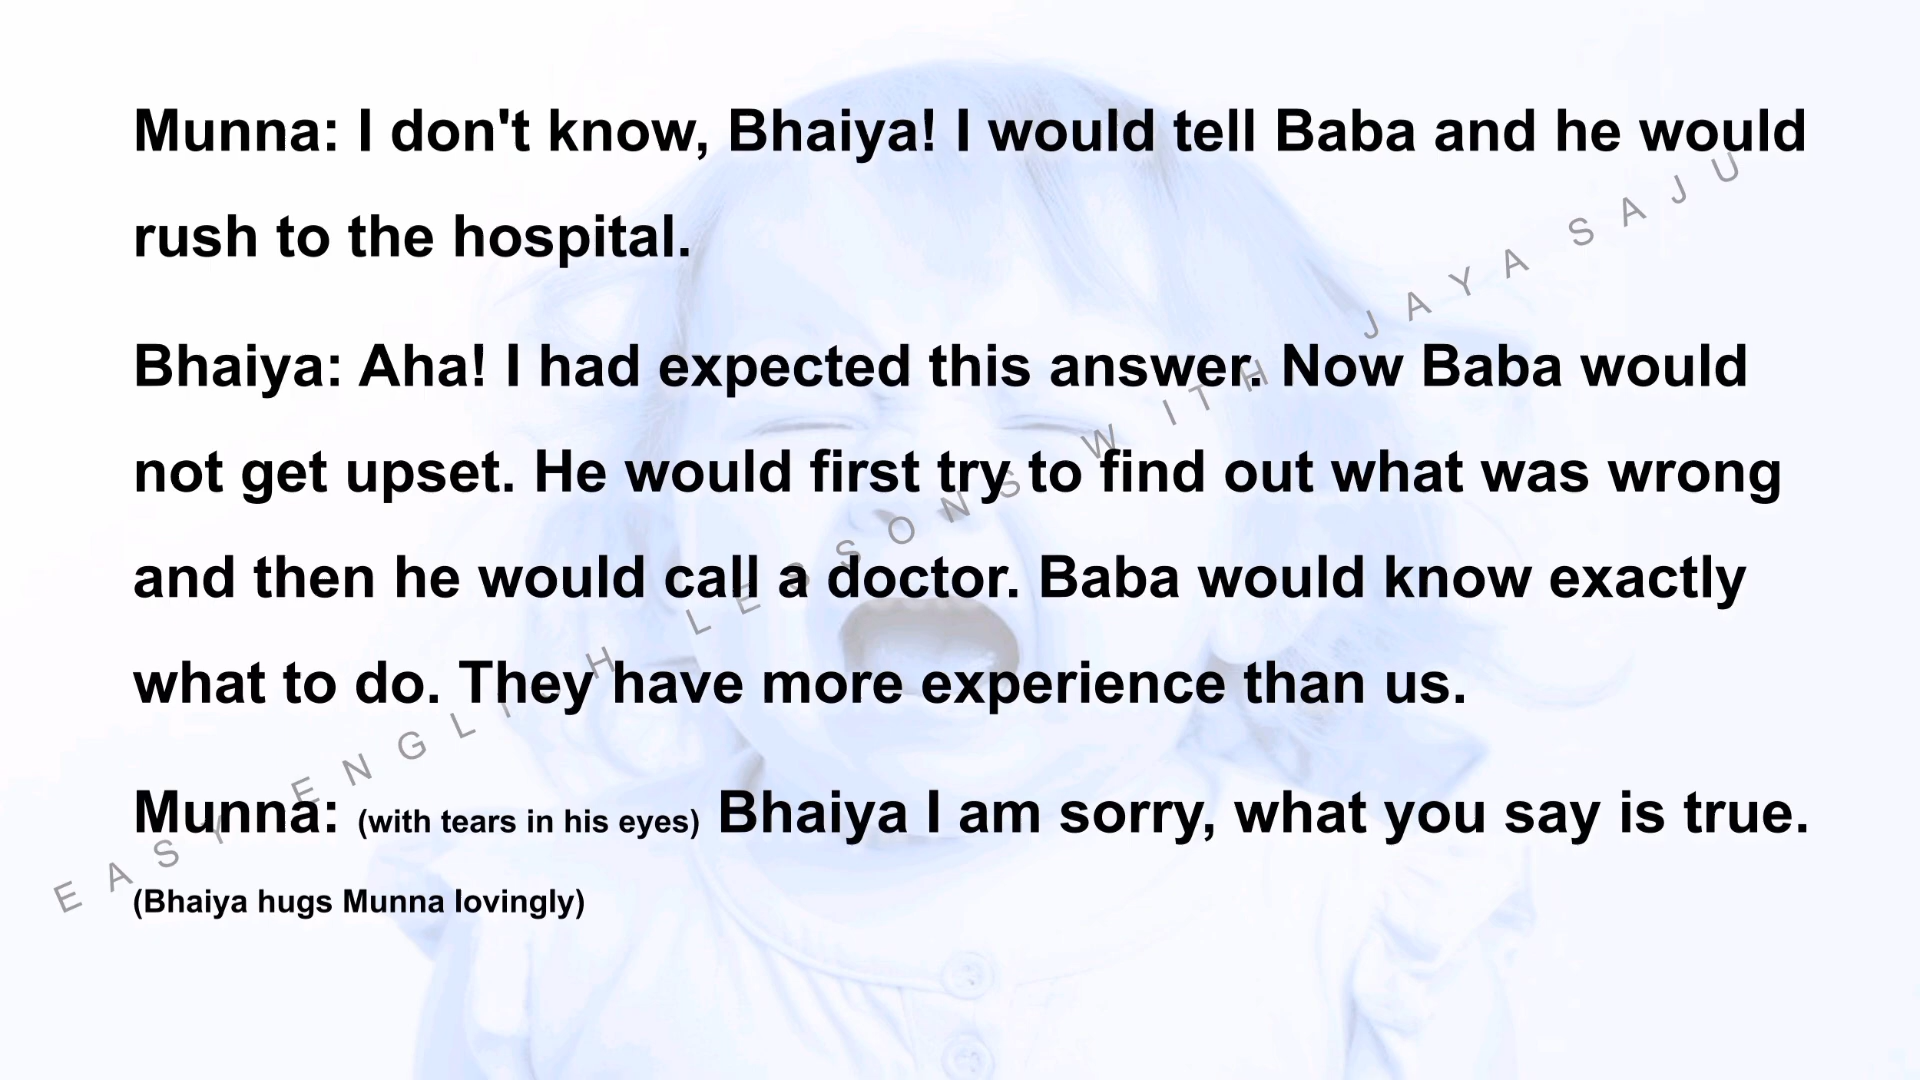 Munna: I don't know, Bhaiya! I would tell Baba and he would
rush to the hospital.
Bhaiya: Aha! I had expected this answer. Now Baba would
not get upset. He would first try to find out what was wrong
and then he would call a doctor. Baba would know exactly
what to do. They have more experience than us.
Munna: (with tears in his eyes) Bhaiya I am sorry, what you say is true.
(Bhaiya hugs Munna lovingly)
EASY ENGLISH LESSONS WITH JAYA SAJU